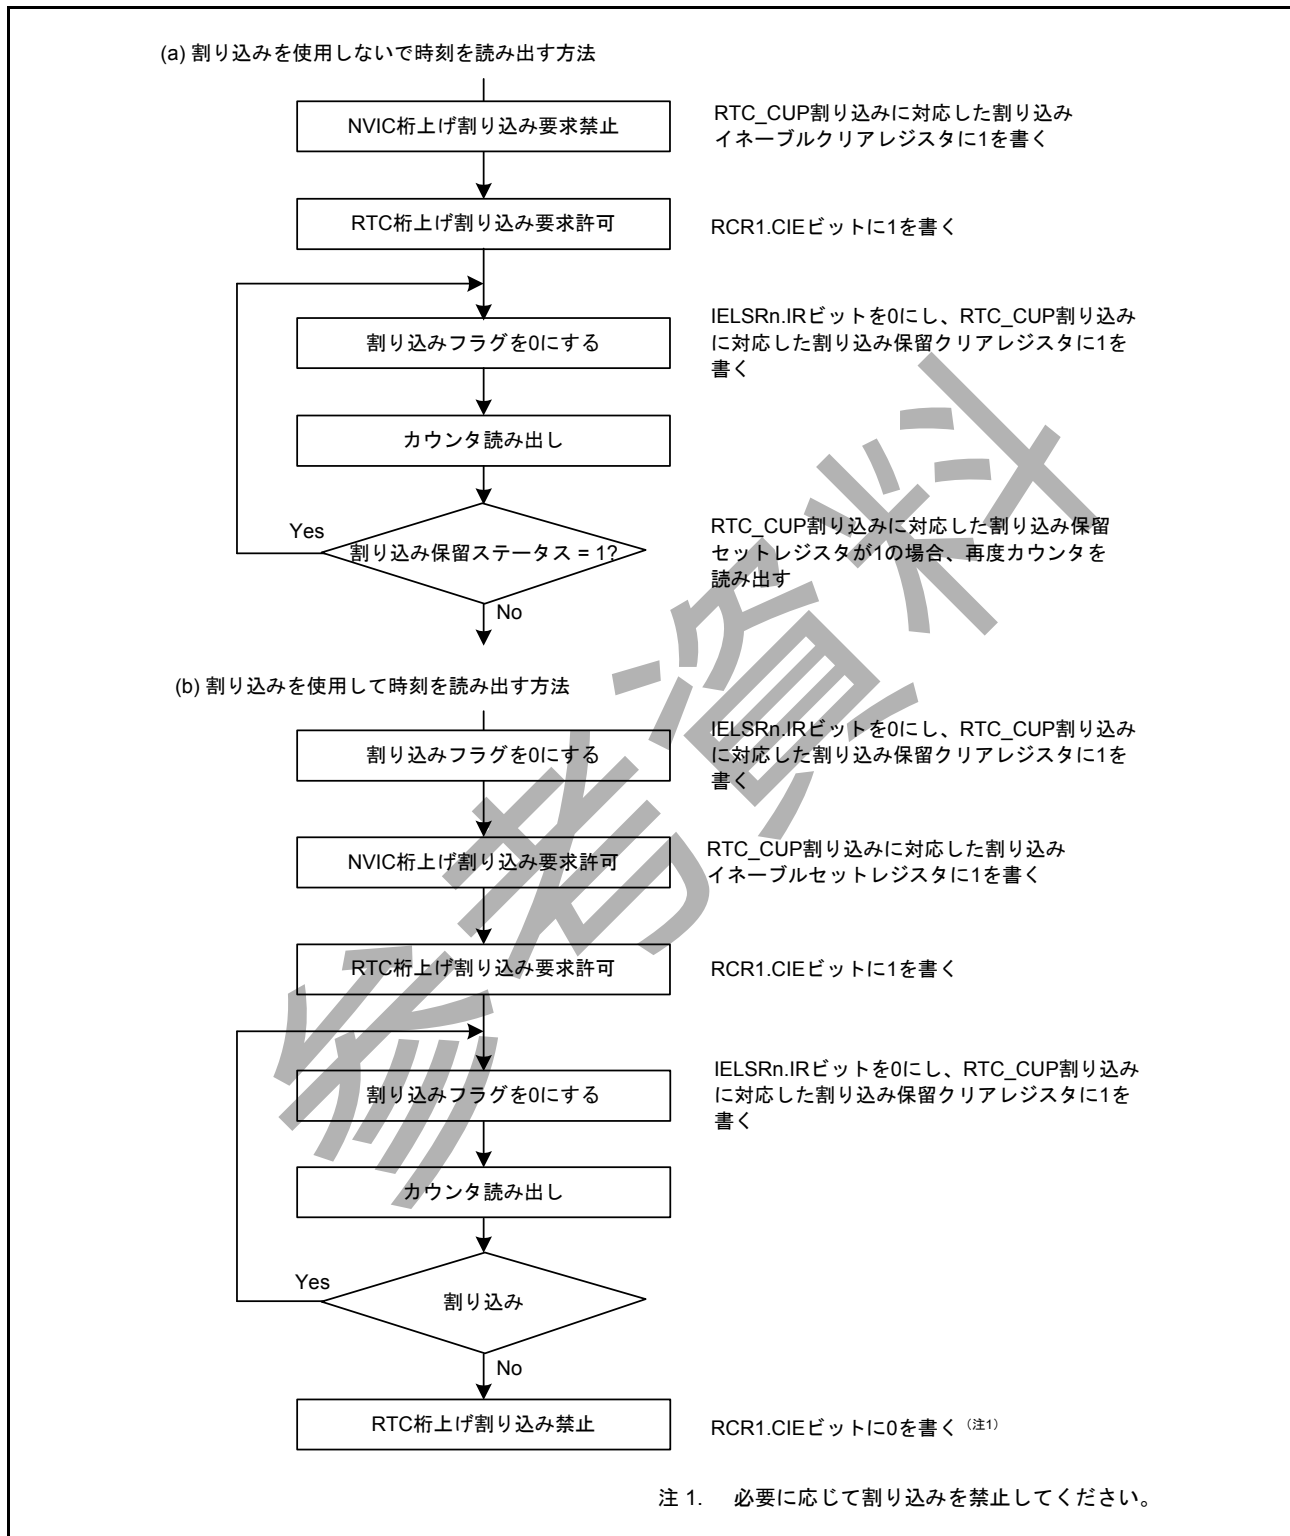 (a) 割り込みを使用しないで時刻を読み出す方法
NVIC桁上げ割り込み要求禁止
RTC_CUP割り込みに対応した割り込み
イネーブルクリアレジスタに1を書く
RTC桁上げ割り込み要求許可
RCR1.CIEビットに1を書く
割り込みフラグを0にする
IELSRn.IRビットを0にし、RTC_CUP割り込み
に対応した割り込み保留クリアレジスタに1を
書く
カウンタ読み出し
Yes
割り込み保留ステータス = 1?
RTC_CUP割り込みに対応した割り込み保留
セットレジスタが1の場合、再度カウンタを
読み出す
No
(b) 割り込みを使用して時刻を読み出す方法
割り込みフラグを0にする
IELSRn.IRビットを0にし、RTC_CUP割り込み
に対応した割り込み保留クリアレジスタに1を
書く
NVIC桁上げ割り込み要求許可
RTC_CUP割り込みに対応した割り込み
イネーブルセットレジスタに1を書く
RTC桁上げ割り込み要求許可
RCR1.CIEビットに1を書く
割り込みフラグを0にする
IELSRn.IRビットを0にし、RTC_CUP割り込み
に対応した割り込み保留クリアレジスタに1を
書く
カウンタ読み出し
Yes
割り込み
No
RTC桁上げ割り込み禁止
RCR1.CIEビットに0を書く（注1）
注 1. 必要に応じて割り込みを禁止してください。
参考資料